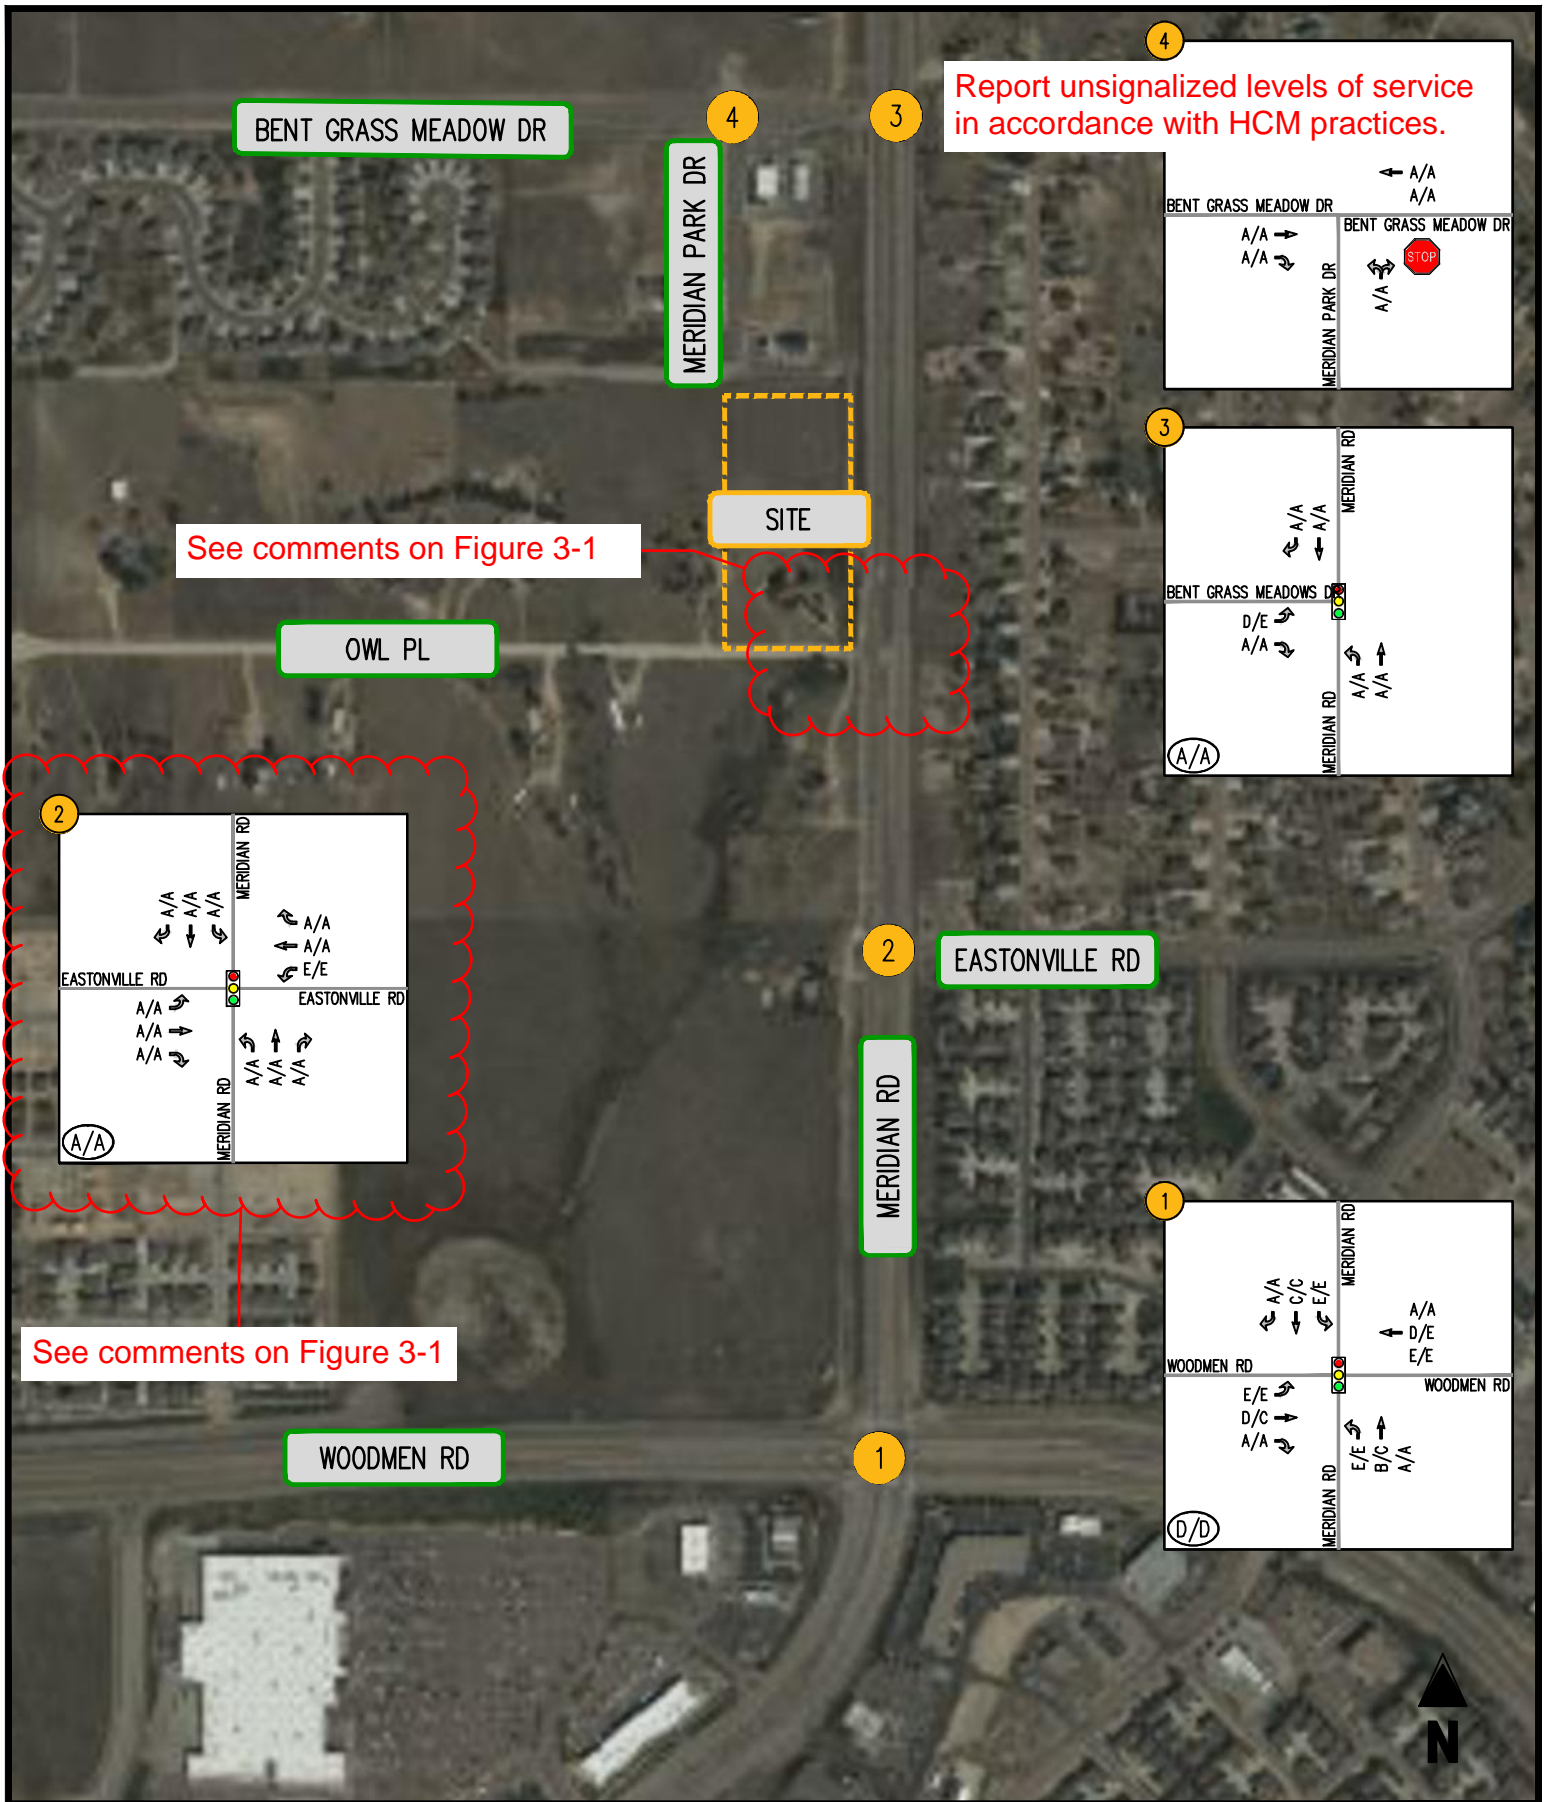 4
Report unsignalized levels of service
in accordance with HCM practices.
BENT GRASS MEADOW DR
4
3
MERIDIAN PARK DR
A/A
A/A
BENT GRASS MEADOW DR
BENT GRASS MEADOW DR
A/A
A/A
STOP
A/A
MERIDIAN PARK DR
3
MERIDIAN RD
A/A
A/A
BENT GRASS MEADOWS DR
D/E
A/A
A/A
A/A
MERIDIAN RD
A/A
SITE
See comments on Figure 3-1
OWL PL
2
MERIDIAN RD
A/A
A/A
A/A
A/A
A/A
E/E
EASTONVILLE RD
EASTONVILLE RD
A/A
A/A
A/A
A/A
A/A
A/A
MERIDIAN RD
A/A
2
EASTONVILLE RD
MERIDIAN RD
See comments on Figure 3-1
1
MERIDIAN RD
A/A
C/C
E/E
A/A
D/E
E/E
WOODMEN RD
WOODMEN RD
E/E
D/C
A/A
E/E
B/C
A/A
MERIDIAN RD
D/D
WOODMEN RD
1
N